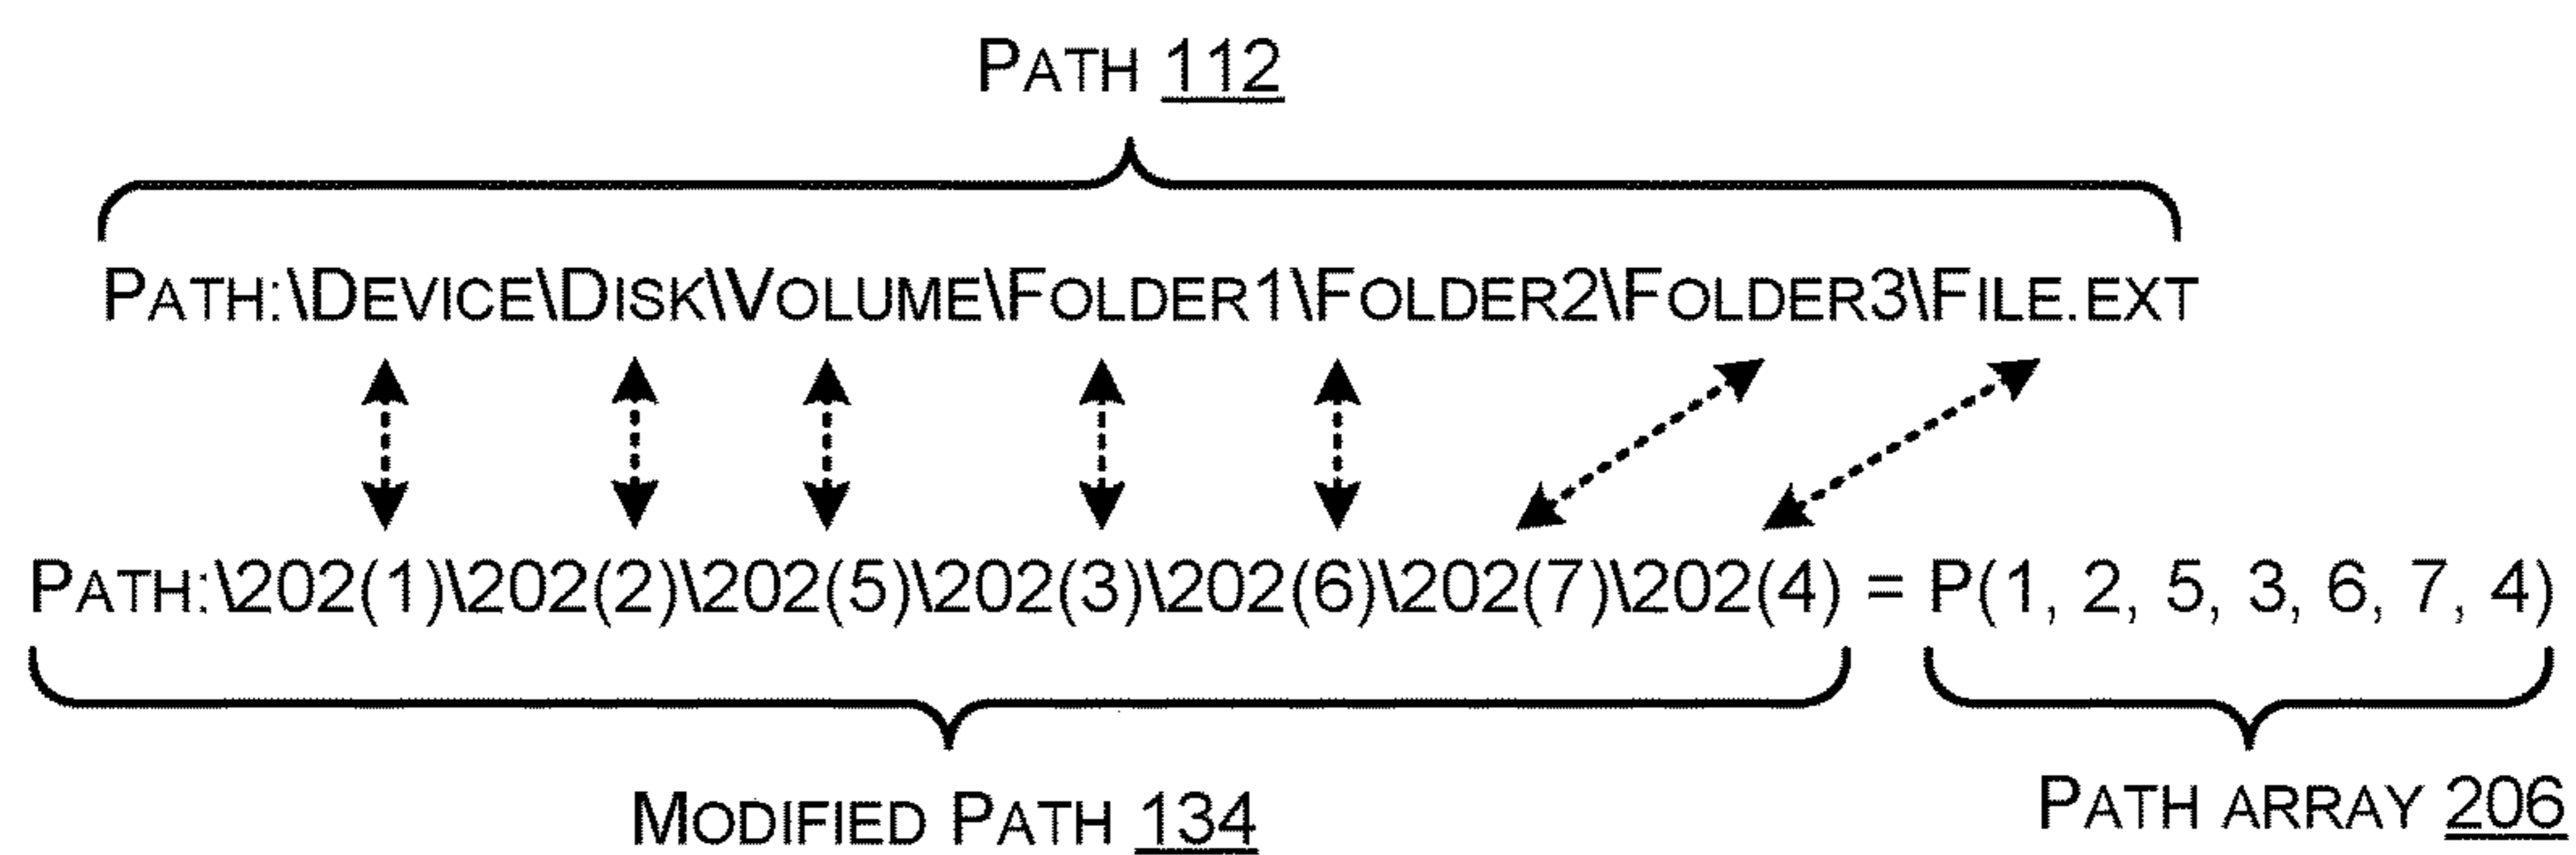 PATH 112
PATH:\DEVICE\DISK\VOLUME\FOLDER1\FOLDER2\FOLDER3\FILE.EXT
PATH:\202(1)\202(2)\202(5)\202(3)\202(6)\202(7)\202(4) = P(1, 2, 5, 3, 6, 7, 4)
MODIFIED PATH 134
PATH ARRAY 206